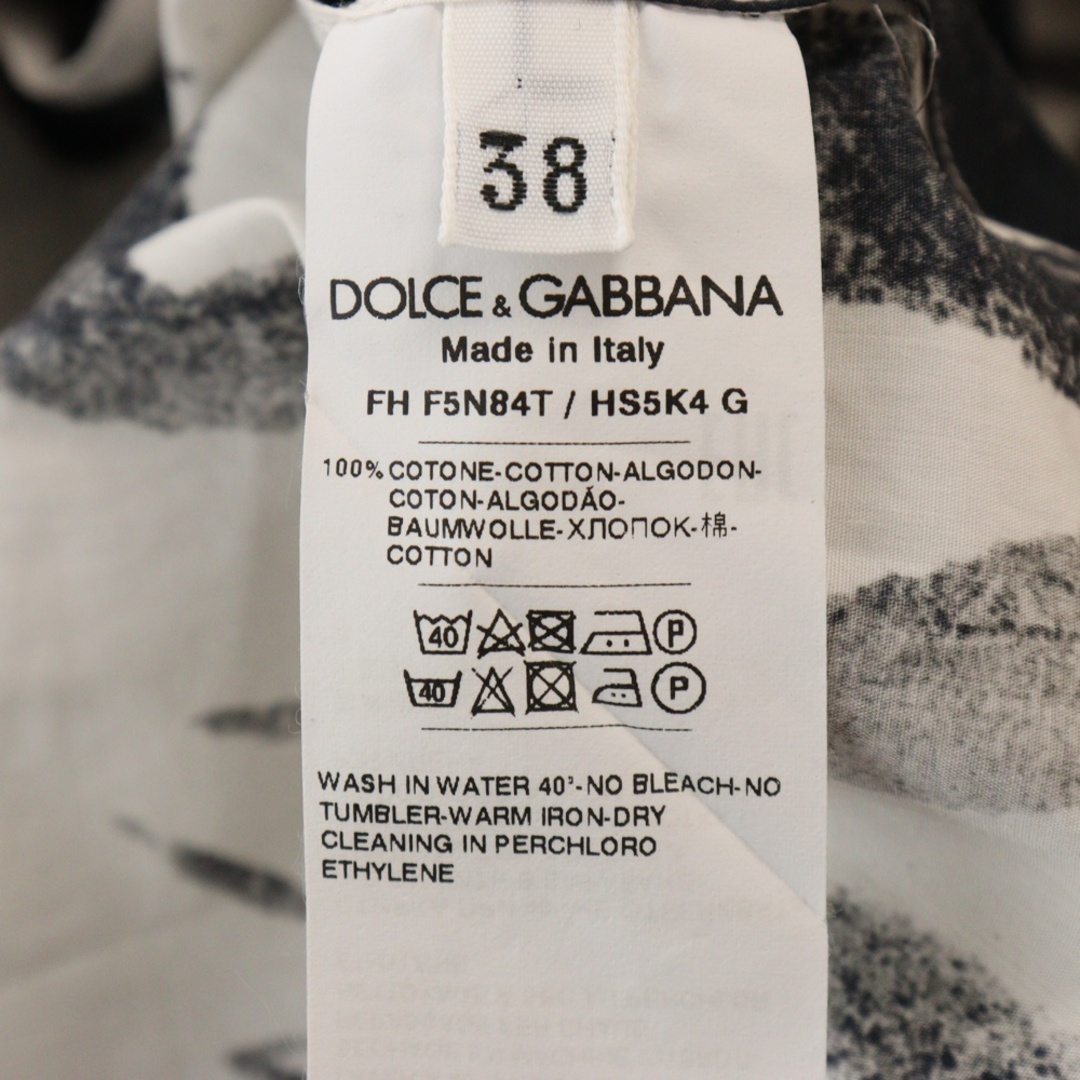 38
DOLCE & GABBANA
Made in Italy
FH F5N84T / HS5K4 G
100% COTONE-COTTON-ALGODON-
COTON-ALGODÃO-
BAUMWOLLE-ХЛОПОК-棉-
COTTON
40 P
40 P
WASH IN WATER 40°-NO BLEACH-NO
TUMBLER-WARM IRON-DRY
CLEANING IN PERCHLORO
ETHYLENE